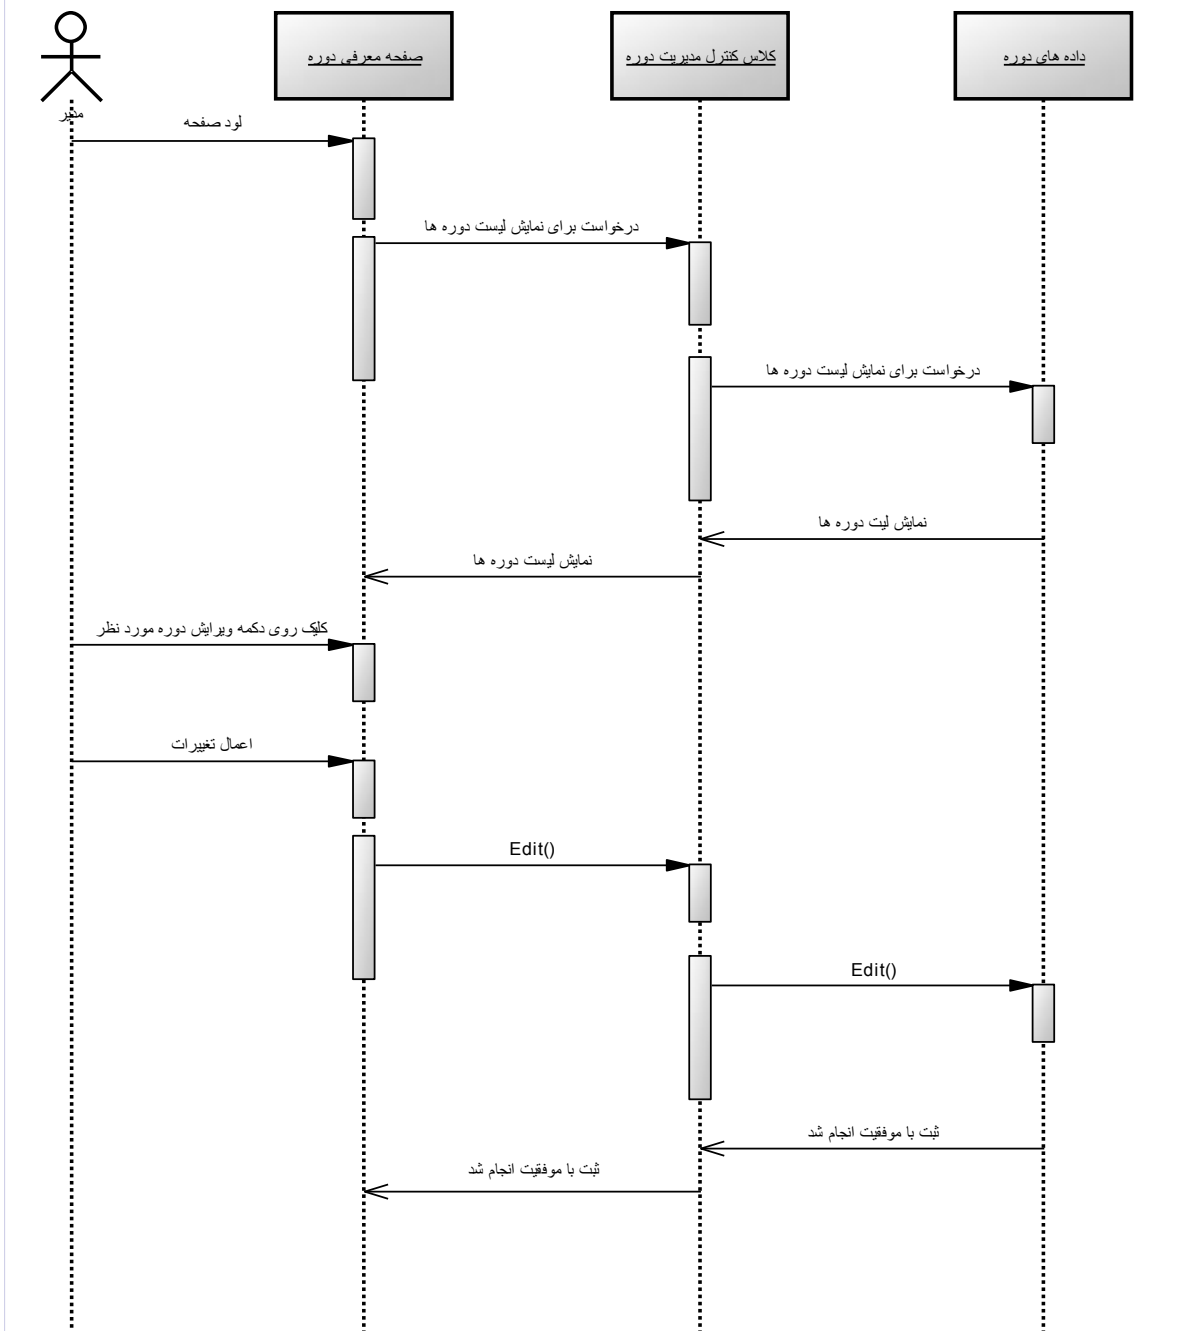 صفحه معرفی دوره
کلاس کنترل مدیریت دوره
داده های دوره
مدیر
لود صفحه
درخواست برای نمایش لیست دوره ها
درخواست برای نمایش لیست دوره ها
نمایش لیت دوره ها
نمایش لیست دوره ها
کلیک روی دکمه ویرایش دوره مورد نظر
اعمال تغییرات
Edit()
Edit()
ثبت با موفقیت انجام شد
ثبت با موفقیت انجام شد